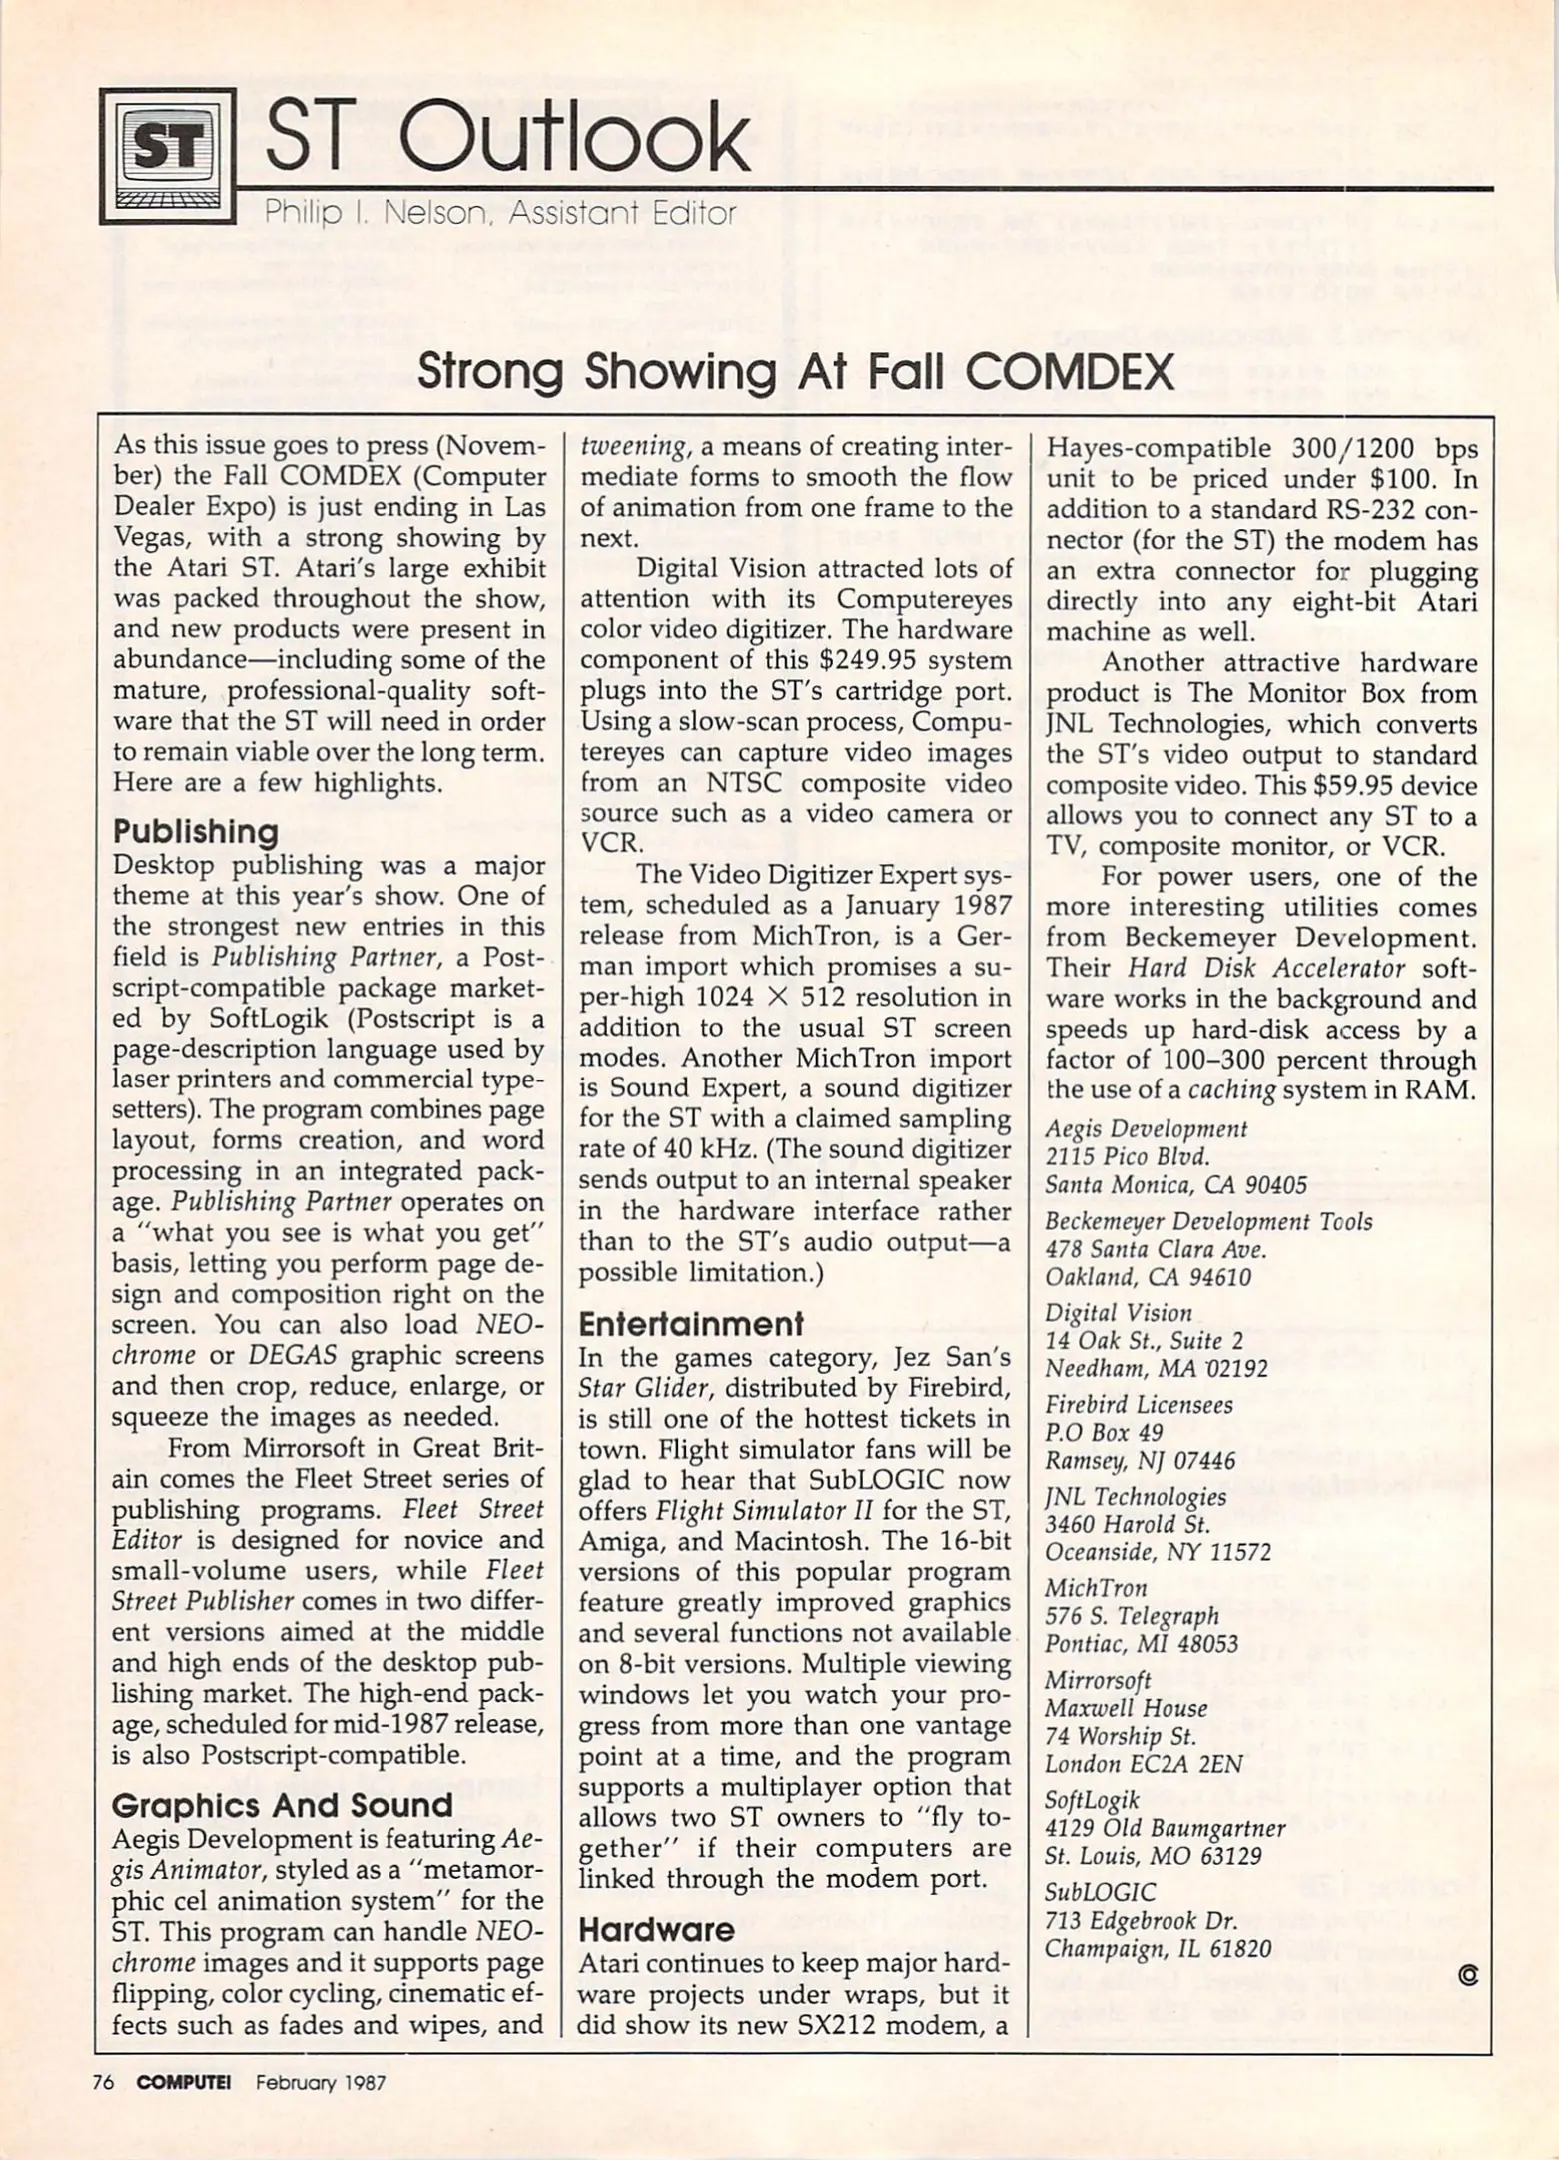 ST
ST Outlook
Philip I. Nelson, Assistant Editor
Strong Showing At Fall COMDEX
As this issue goes to press (Novem-
ber) the Fall COMDEX (Computer
Dealer Expo) is just ending in Las
Vegas, with a strong showing by
the Atari ST. Atari's large exhibit
was packed throughout the show,
and new products were present in
abundance—including some of the
mature, professional-quality soft-
ware that the ST will need in order
to remain viable over the long term.
Here are a few highlights.
Publishing
Desktop publishing was a major
theme at this year's show. One of
the strongest new entries in this
field is Publishing Partner, a Post-
script-compatible package market-
ed by SoftLogik (Postscript is a
page-description language used by
laser printers and commercial type-
setters). The program combines page
layout, forms creation, and word
processing in an integrated pack-
age. Publishing Partner operates on
a "what you see is what you get"
basis, letting you perform page de-
sign and composition right on the
screen. You can also load NEO-
chrome or DEGAS graphic screens
and then crop, reduce, enlarge, or
squeeze the images as needed.
From Mirrorsoft in Great Brit-
ain comes the Fleet Street series of
publishing programs. Fleet Street
Editor is designed for novice and
small-volume users, while Fleet
Street Publisher comes in two differ-
ent versions aimed at the middle
and high ends of the desktop pub-
lishing market. The high-end pack-
age, scheduled for mid-1987 release,
is also Postscript-compatible.
Graphics And Sound
Aegis Development is featuring Ae-
gis Animator, styled as a "metamor-
phic cel animation system" for the
ST. This program can handle NEO-
chrome images and it supports page
flipping, color cycling, cinematic ef-
fects such as fades and wipes, and
tweening, a means of creating inter-
mediate forms to smooth the flow
of animation from one frame to the
next.
Digital Vision attracted lots of
attention with its Computereyes
color video digitizer. The hardware
component of this $249.95 system
plugs into the ST's cartridge port.
Using a slow-scan process, Compu-
tereyes can capture video images
from an NTSC composite video
source such as a video camera or
VCR.
The Video Digitizer Expert sys-
tem, scheduled as a January 1987
release from MichTron, is a Ger-
man import which promises a su-
per-high 1024 × 512 resolution in
addition to the usual ST screen
modes. Another MichTron import
is Sound Expert, a sound digitizer
for the ST with a claimed sampling
rate of 40 kHz. (The sound digitizer
sends output to an internal speaker
in the hardware interface rather
than to the ST's audio output—a
possible limitation.)
Entertainment
In the games category, Jez San's
Star Glider, distributed by Firebird,
is still one of the hottest tickets in
town. Flight simulator fans will be
glad to hear that SubLOGIC now
offers Flight Simulator II for the ST,
Amiga, and Macintosh. The 16-bit
versions of this popular program
feature greatly improved graphics
and several functions not available
on 8-bit versions. Multiple viewing
windows let you watch your pro-
gress from more than one vantage
point at a time, and the program
supports a multiplayer option that
allows two ST owners to "fly to-
gether" if their computers are
linked through the modem port.
Hardware
Atari continues to keep major hard-
ware projects under wraps, but it
did show its new SX212 modem, a
Hayes-compatible 300/1200 bps
unit to be priced under $100. In
addition to a standard RS-232 con-
nector (for the ST) the modem has
an extra connector for plugging
directly into any eight-bit Atari
machine as well.
Another attractive hardware
product is The Monitor Box from
JNL Technologies, which converts
the ST's video output to standard
composite video. This $59.95 device
allows you to connect any ST to a
TV, composite monitor, or VCR.
For power users, one of the
more interesting utilities comes
from Beckemeyer Development.
Their Hard Disk Accelerator soft-
ware works in the background and
speeds up hard-disk access by a
factor of 100–300 percent through
the use of a caching system in RAM.
Aegis Development
2115 Pico Blvd.
Santa Monica, CA 90405
Beckemeyer Development Tools
478 Santa Clara Ave.
Oakland, CA 94610
Digital Vision
14 Oak St., Suite 2
Needham, MA 02192
Firebird Licensees
P.O Box 49
Ramsey, NJ 07446
JNL Technologies
3460 Harold St.
Oceanside, NY 11572
MichTron
576 S. Telegraph
Pontiac, MI 48053
Mirrorsoft
Maxwell House
74 Worship St.
London EC2A 2EN
SoftLogik
4129 Old Baumgartner
St. Louis, MO 63129
SubLOGIC
713 Edgebrook Dr.
Champaign, IL 61820
76 COMPUTE! February 1987